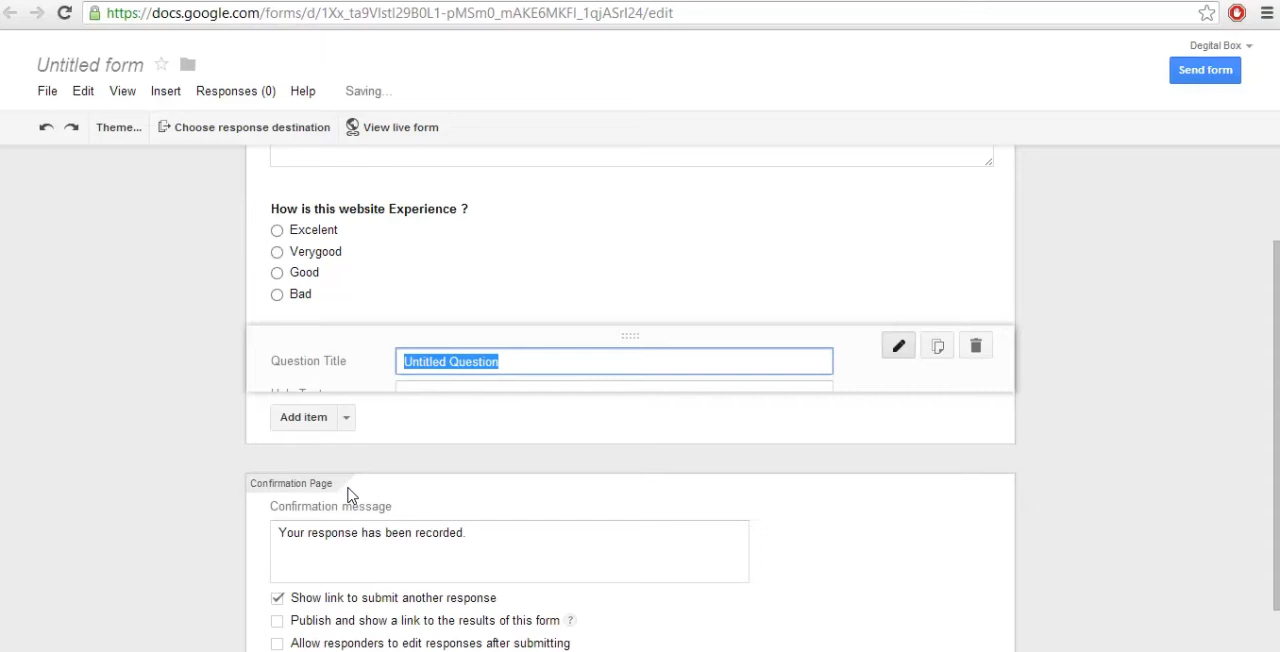 https://docs.google.com/forms/d/1Xx_ta9VIstl29B0L1-pMSm0_mAKE6MKFI_1qjASrI24/edit
Degital Box
Untitled form
Send form
File Edit View Insert Responses (0) Help Saving...
Theme... Choose response destination View live form
How is this website Experience ?
Excelent
Verygood
Good
Bad
Question Title Untitled Question
Help Text
Add item
Confirmation Page
Confirmation message
Your response has been recorded.
Show link to submit another response
Publish and show a link to the results of this form ?
Allow responders to edit responses after submitting